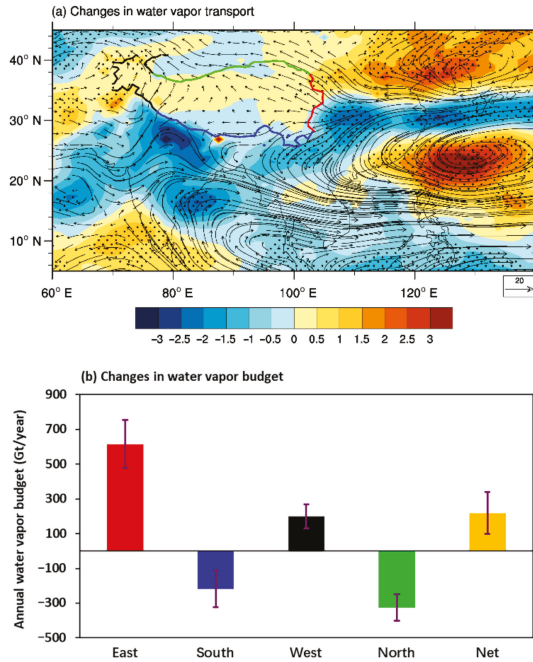 (a) Changes in water vapor transport
40° N
30° N
20° N
10° N
60° E 80° E 100° E 120° E
20
−3 −2.5 −2 −1.5 −1 −0.5 0 0.5 1 1.5 2 2.5 3
(b) Changes in water vapor budget
Annual water vapor budget (Gt/year)
900
700
500
300
100
−100
−300
−500
East South West North Net